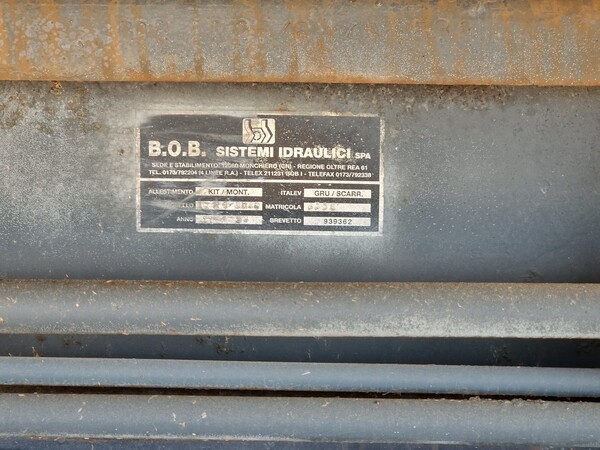 B.O.B. SISTEMI IDRAULICI SPA
SEDE E STABILIMENTO: 12060 MONCHIERO (CN) - REGIONE OLTRE REA 61
TEL. 0173/792204 (4 LINEE R.A.) - TELEX 211231 BOB I - TELEFAX 0173/792338
ALLESTIMENTO KIT / MONT. ITALEV GRU / SCARR.
MATRICOLA
ANNO BREVETTO 939362